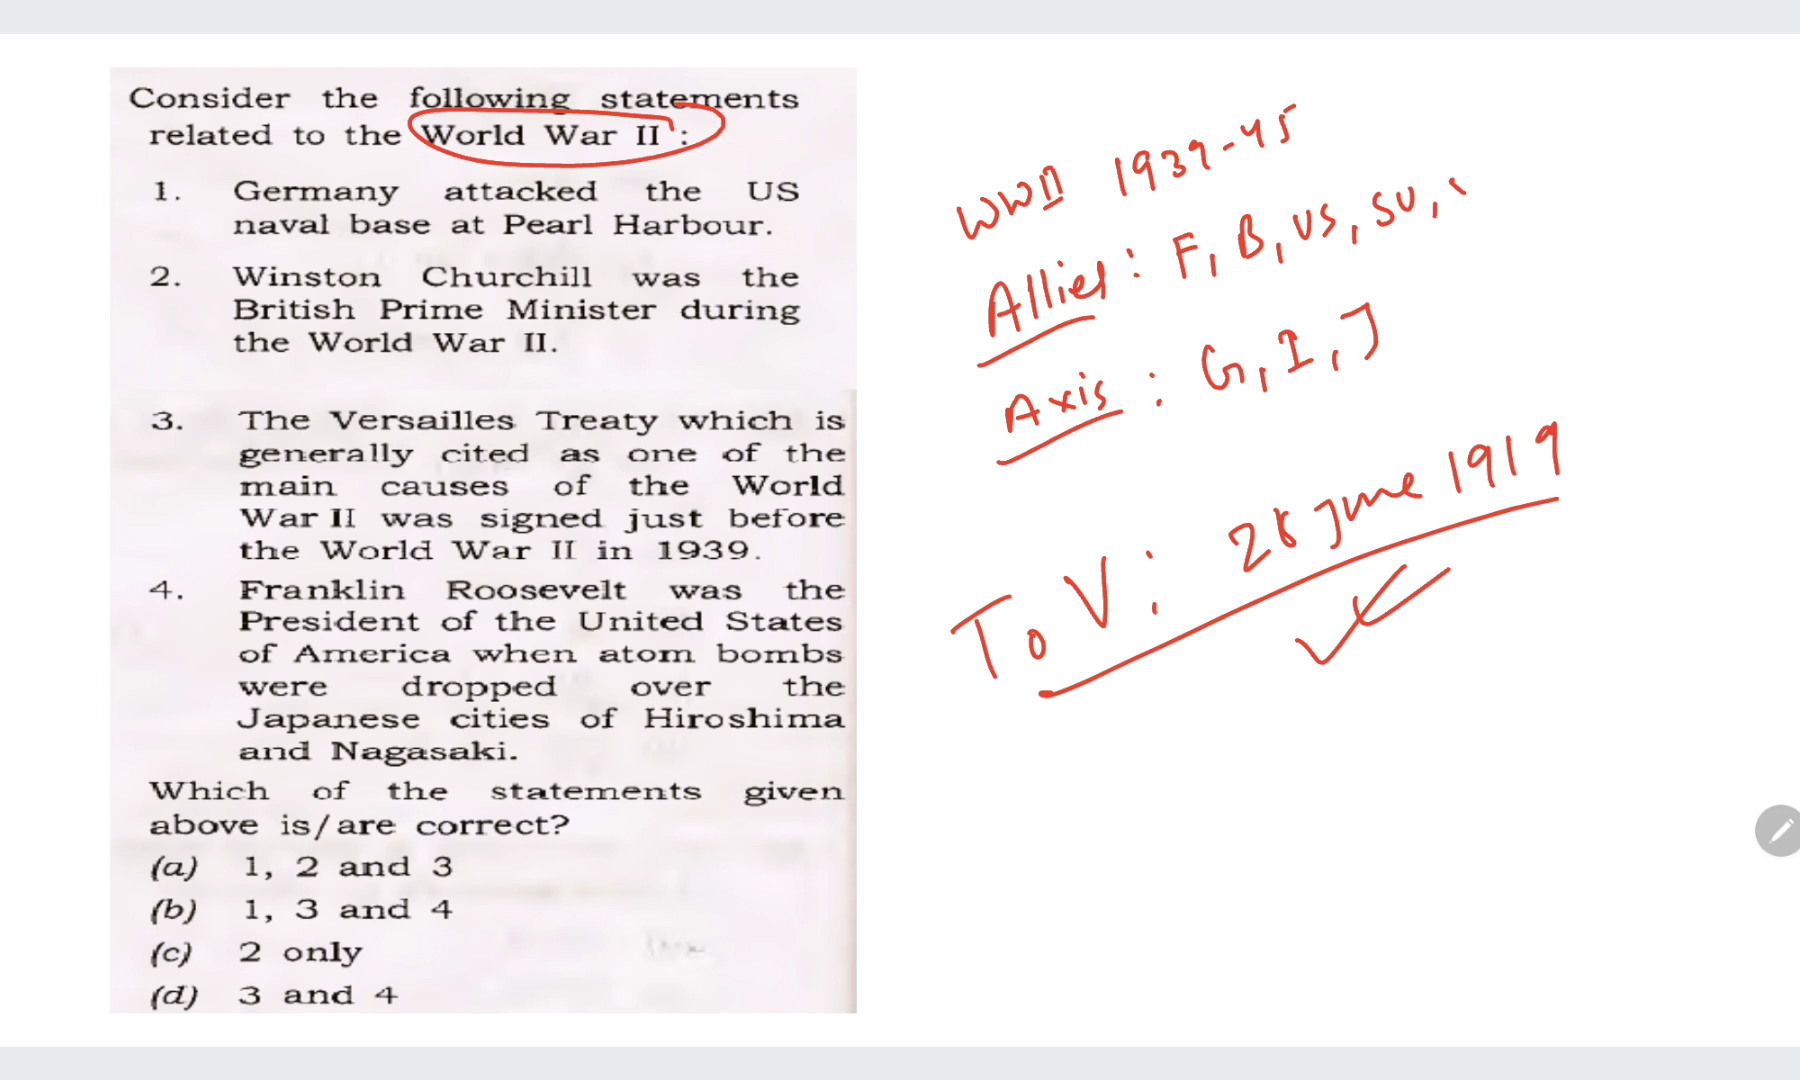 Consider the following statements
related to the World War II :
1. Germany attacked the US
naval base at Pearl Harbour.
2. Winston Churchill was the
British Prime Minister during
the World War II.
3. The Versailles Treaty which is
generally cited as one of the
main causes of the World
War II was signed just before
the World War II in 1939.
4. Franklin Roosevelt was the
President of the United States
of America when atom bombs
were dropped over the
Japanese cities of Hiroshima
and Nagasaki.
Which of the statements given
above is/are correct?
(a) 1, 2 and 3
(b) 1, 3 and 4
(c) 2 only
(d) 3 and 4
WWII 1939-45
Allied : F, B, US, SU,
Axis : G, I, J
ToV : 28 June 1919